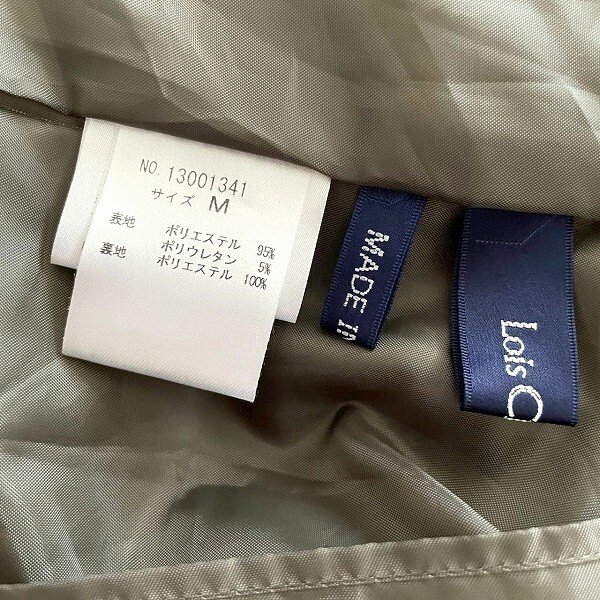 NO. 13001341
サイズ M
表地 ポリエステル 95%
ポリウレタン 5%
裏地 ポリエステル 100%
MADE IN
Lois